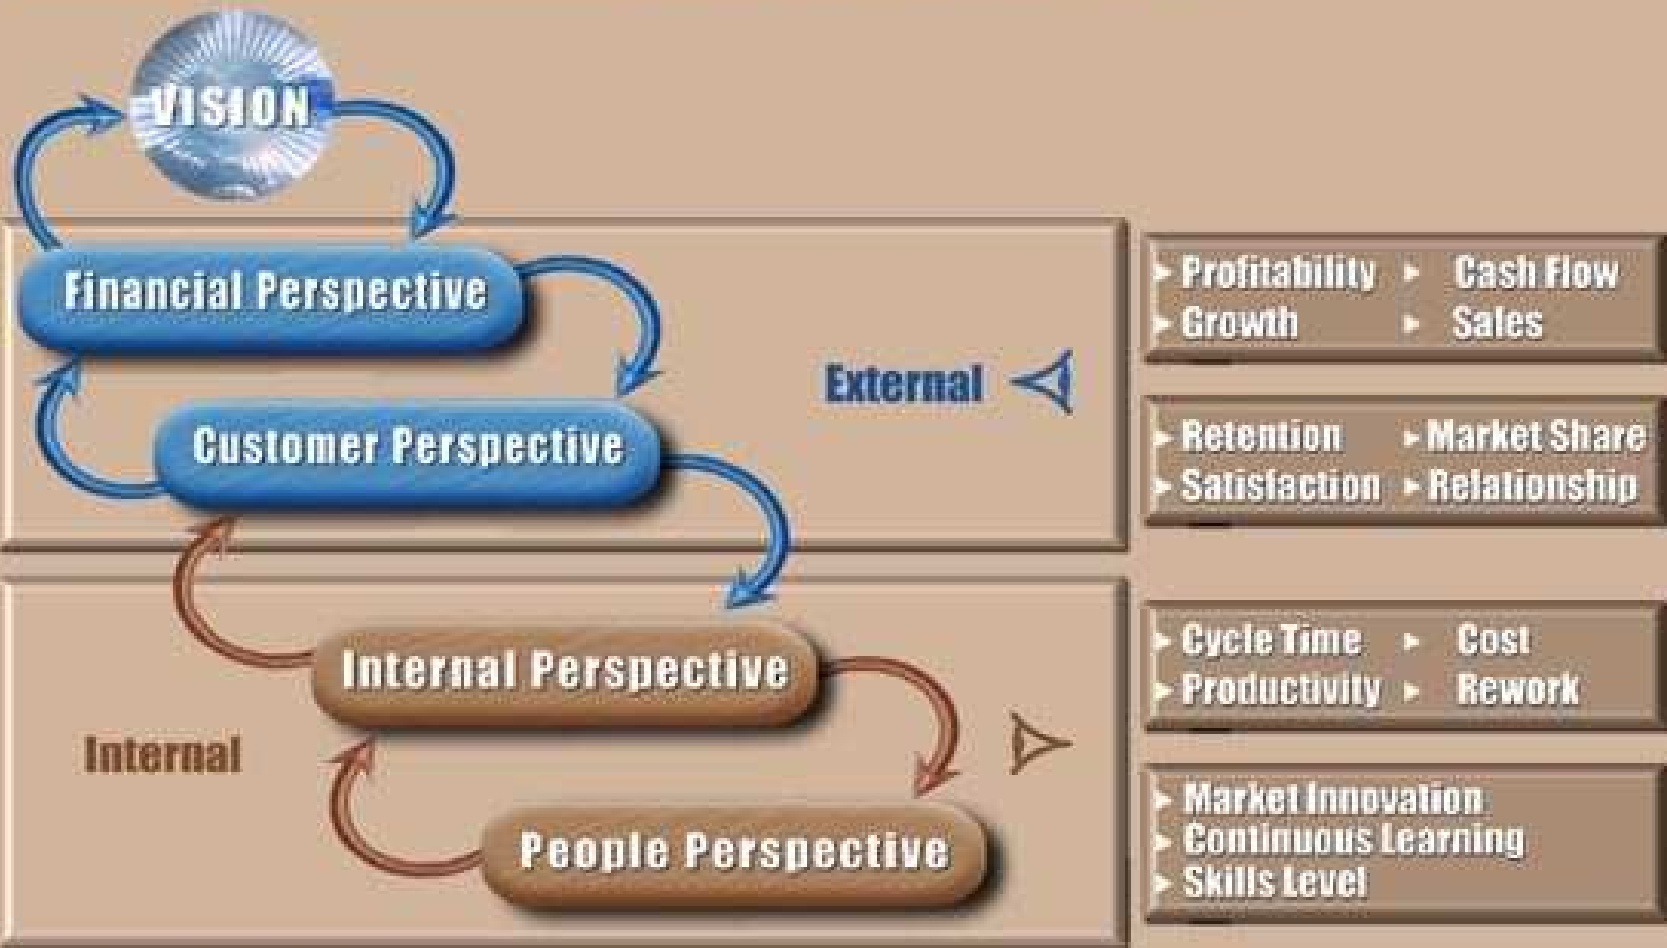 VISION
Financial Perspective
Profitability Cash Flow
Growth Sales
External
Customer Perspective
Retention Market Share
Satisfaction Relationship
Internal Perspective
Cycle Time Cost
Productivity Rework
Internal
People Perspective
Market Innovation
Continuous Learning
Skills Level